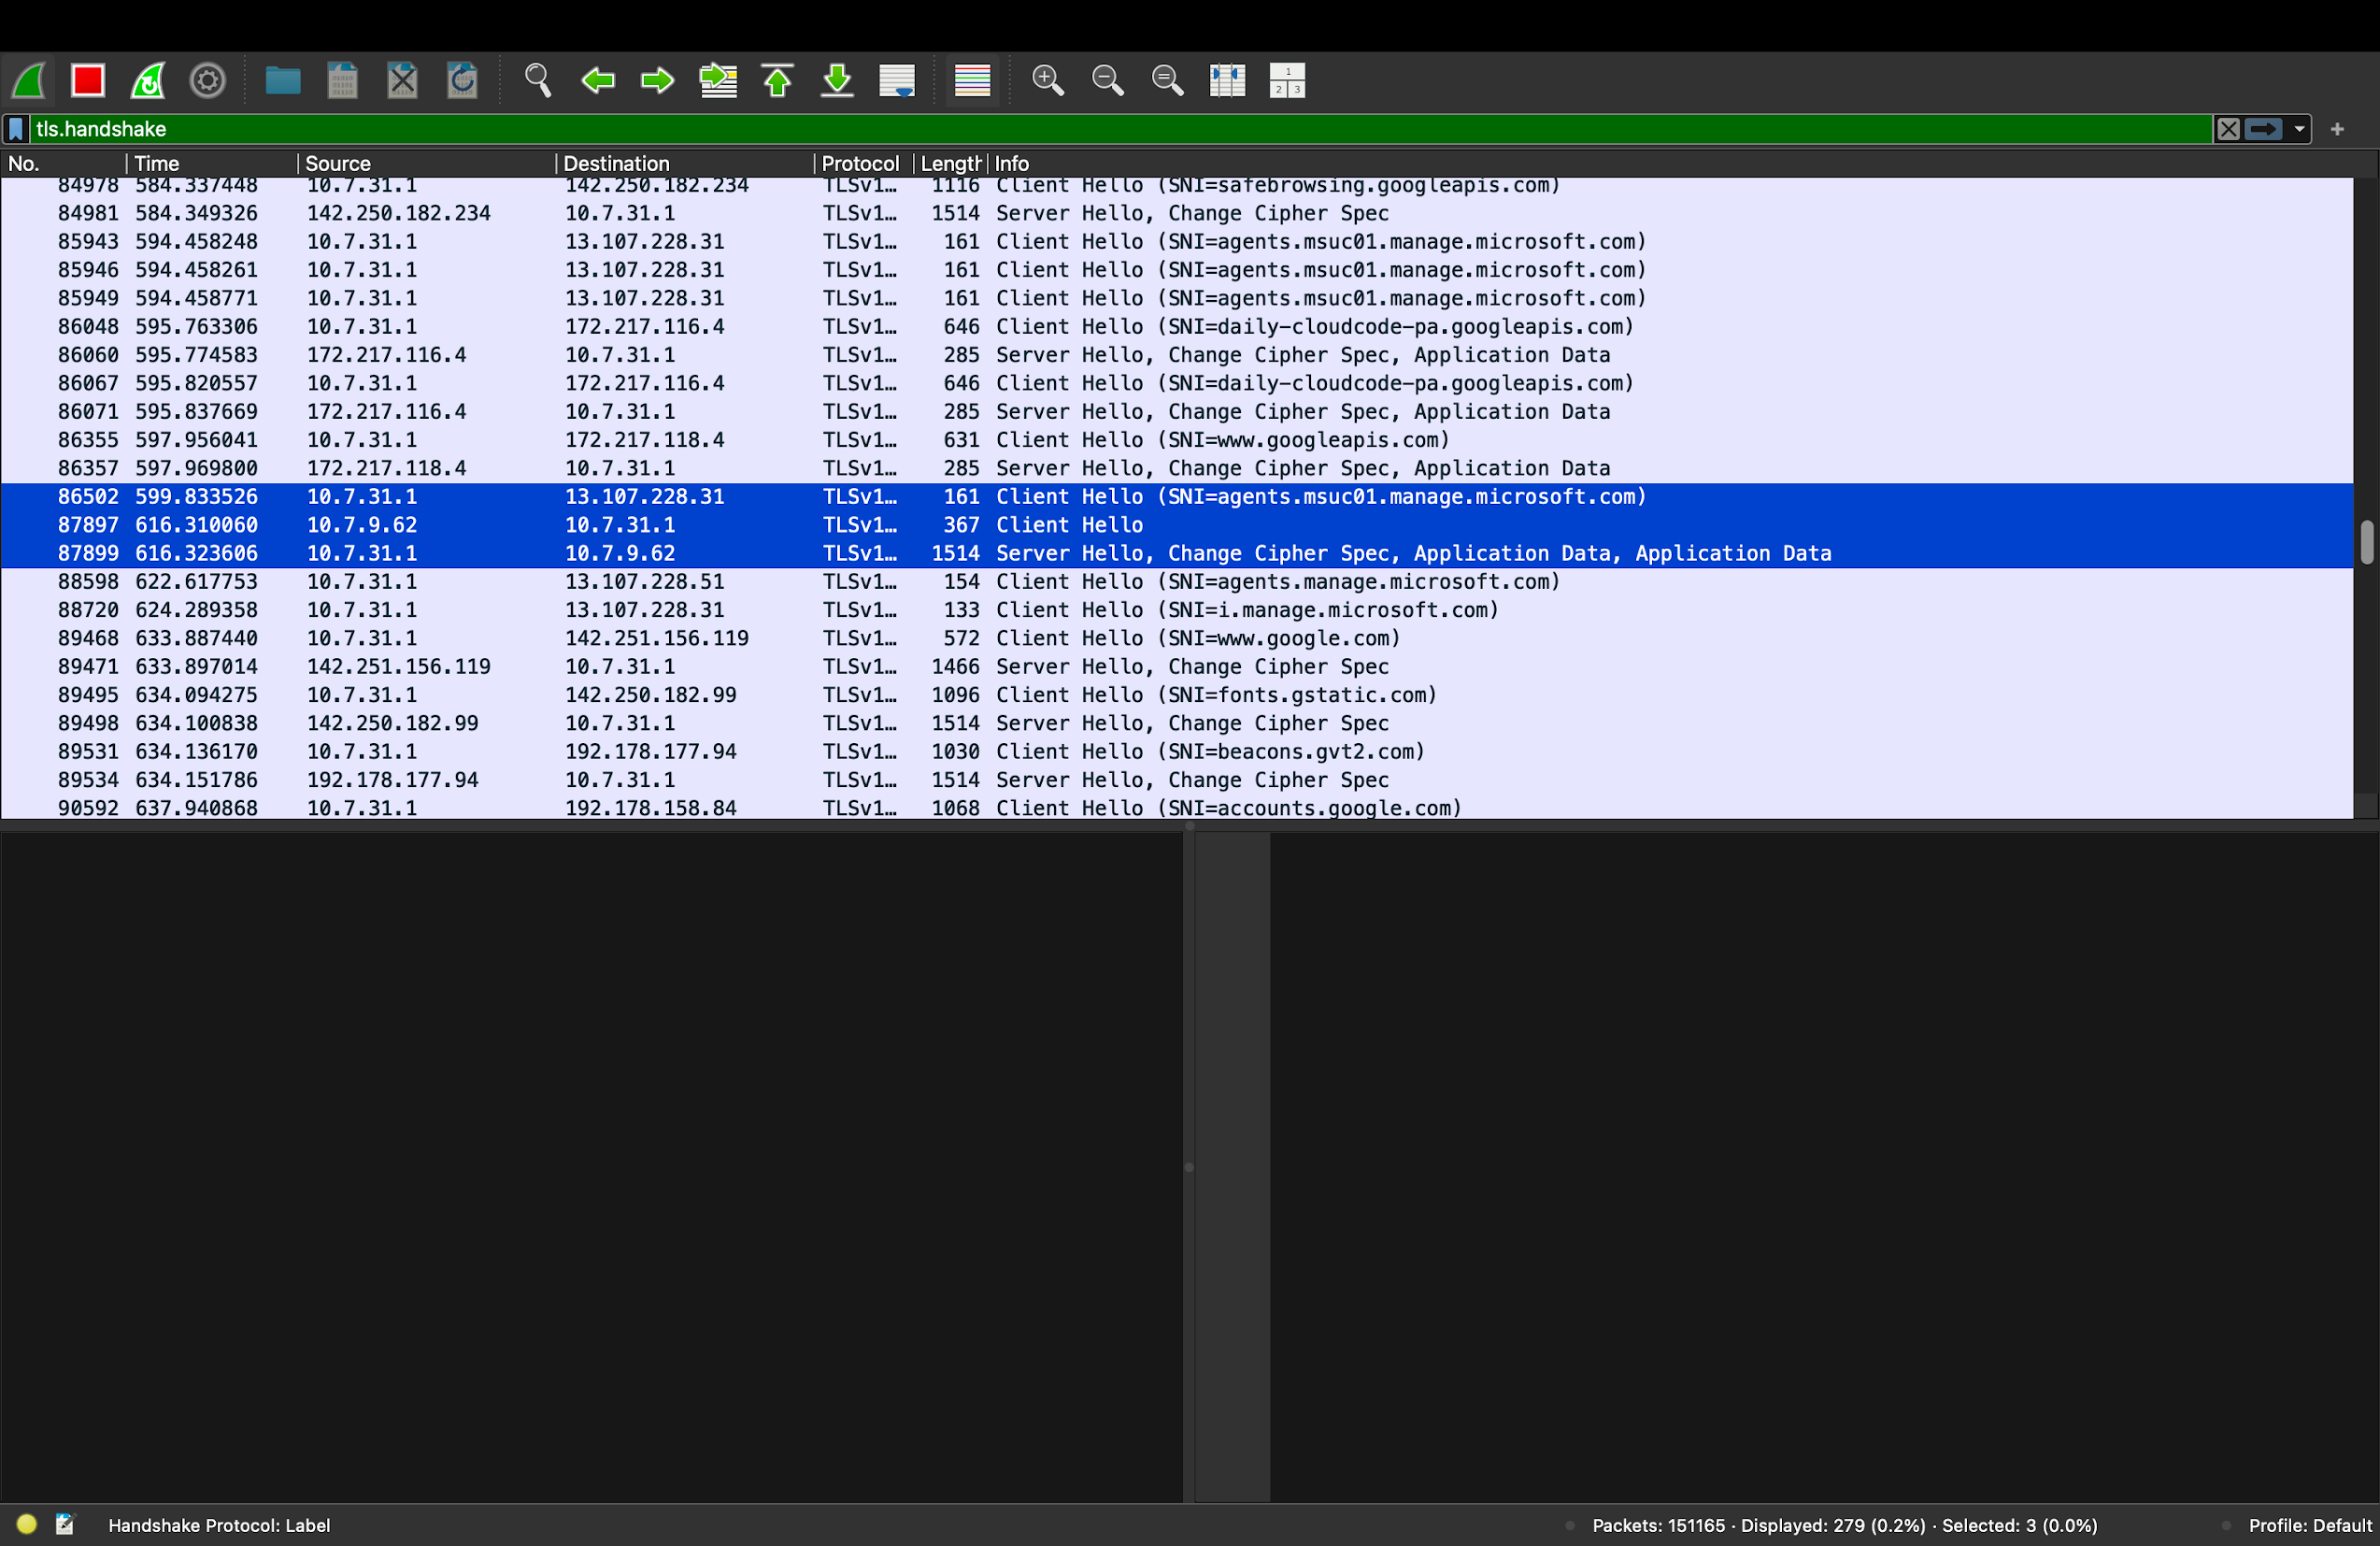 1
2 3
tls.handshake
No. Time Source Destination Protocol Length Info
84978 584.337448 10.7.31.1 142.250.182.234 TLSv1… 1116 Client Hello (SNI=safebrowsing.googleapis.com)
84981 584.349326 142.250.182.234 10.7.31.1 TLSv1… 1514 Server Hello, Change Cipher Spec
85943 594.458248 10.7.31.1 13.107.228.31 TLSv1… 161 Client Hello (SNI=agents.msuc01.manage.microsoft.com)
85946 594.458261 10.7.31.1 13.107.228.31 TLSv1… 161 Client Hello (SNI=agents.msuc01.manage.microsoft.com)
85949 594.458771 10.7.31.1 13.107.228.31 TLSv1… 161 Client Hello (SNI=agents.msuc01.manage.microsoft.com)
86048 595.763306 10.7.31.1 172.217.116.4 TLSv1… 646 Client Hello (SNI=daily-cloudcode-pa.googleapis.com)
86060 595.774583 172.217.116.4 10.7.31.1 TLSv1… 285 Server Hello, Change Cipher Spec, Application Data
86067 595.820557 10.7.31.1 172.217.116.4 TLSv1… 646 Client Hello (SNI=daily-cloudcode-pa.googleapis.com)
86071 595.837669 172.217.116.4 10.7.31.1 TLSv1… 285 Server Hello, Change Cipher Spec, Application Data
86355 597.956041 10.7.31.1 172.217.118.4 TLSv1… 631 Client Hello (SNI=www.googleapis.com)
86357 597.969800 172.217.118.4 10.7.31.1 TLSv1… 285 Server Hello, Change Cipher Spec, Application Data
86502 599.833526 10.7.31.1 13.107.228.31 TLSv1… 161 Client Hello (SNI=agents.msuc01.manage.microsoft.com)
87897 616.310060 10.7.9.62 10.7.31.1 TLSv1… 367 Client Hello
87899 616.323606 10.7.31.1 10.7.9.62 TLSv1… 1514 Server Hello, Change Cipher Spec, Application Data, Application Data
88598 622.617753 10.7.31.1 13.107.228.51 TLSv1… 154 Client Hello (SNI=agents.manage.microsoft.com)
88720 624.289358 10.7.31.1 13.107.228.31 TLSv1… 133 Client Hello (SNI=i.manage.microsoft.com)
89468 633.887440 10.7.31.1 142.251.156.119 TLSv1… 572 Client Hello (SNI=www.google.com)
89471 633.897014 142.251.156.119 10.7.31.1 TLSv1… 1466 Server Hello, Change Cipher Spec
89495 634.094275 10.7.31.1 142.250.182.99 TLSv1… 1096 Client Hello (SNI=fonts.gstatic.com)
89498 634.100838 142.250.182.99 10.7.31.1 TLSv1… 1514 Server Hello, Change Cipher Spec
89531 634.136170 10.7.31.1 192.178.177.94 TLSv1… 1030 Client Hello (SNI=beacons.gvt2.com)
89534 634.151786 192.178.177.94 10.7.31.1 TLSv1… 1514 Server Hello, Change Cipher Spec
90592 637.940868 10.7.31.1 192.178.158.84 TLSv1… 1068 Client Hello (SNI=accounts.google.com)
Handshake Protocol: Label Packets: 151165 · Displayed: 279 (0.2%) · Selected: 3 (0.0%) Profile: Default